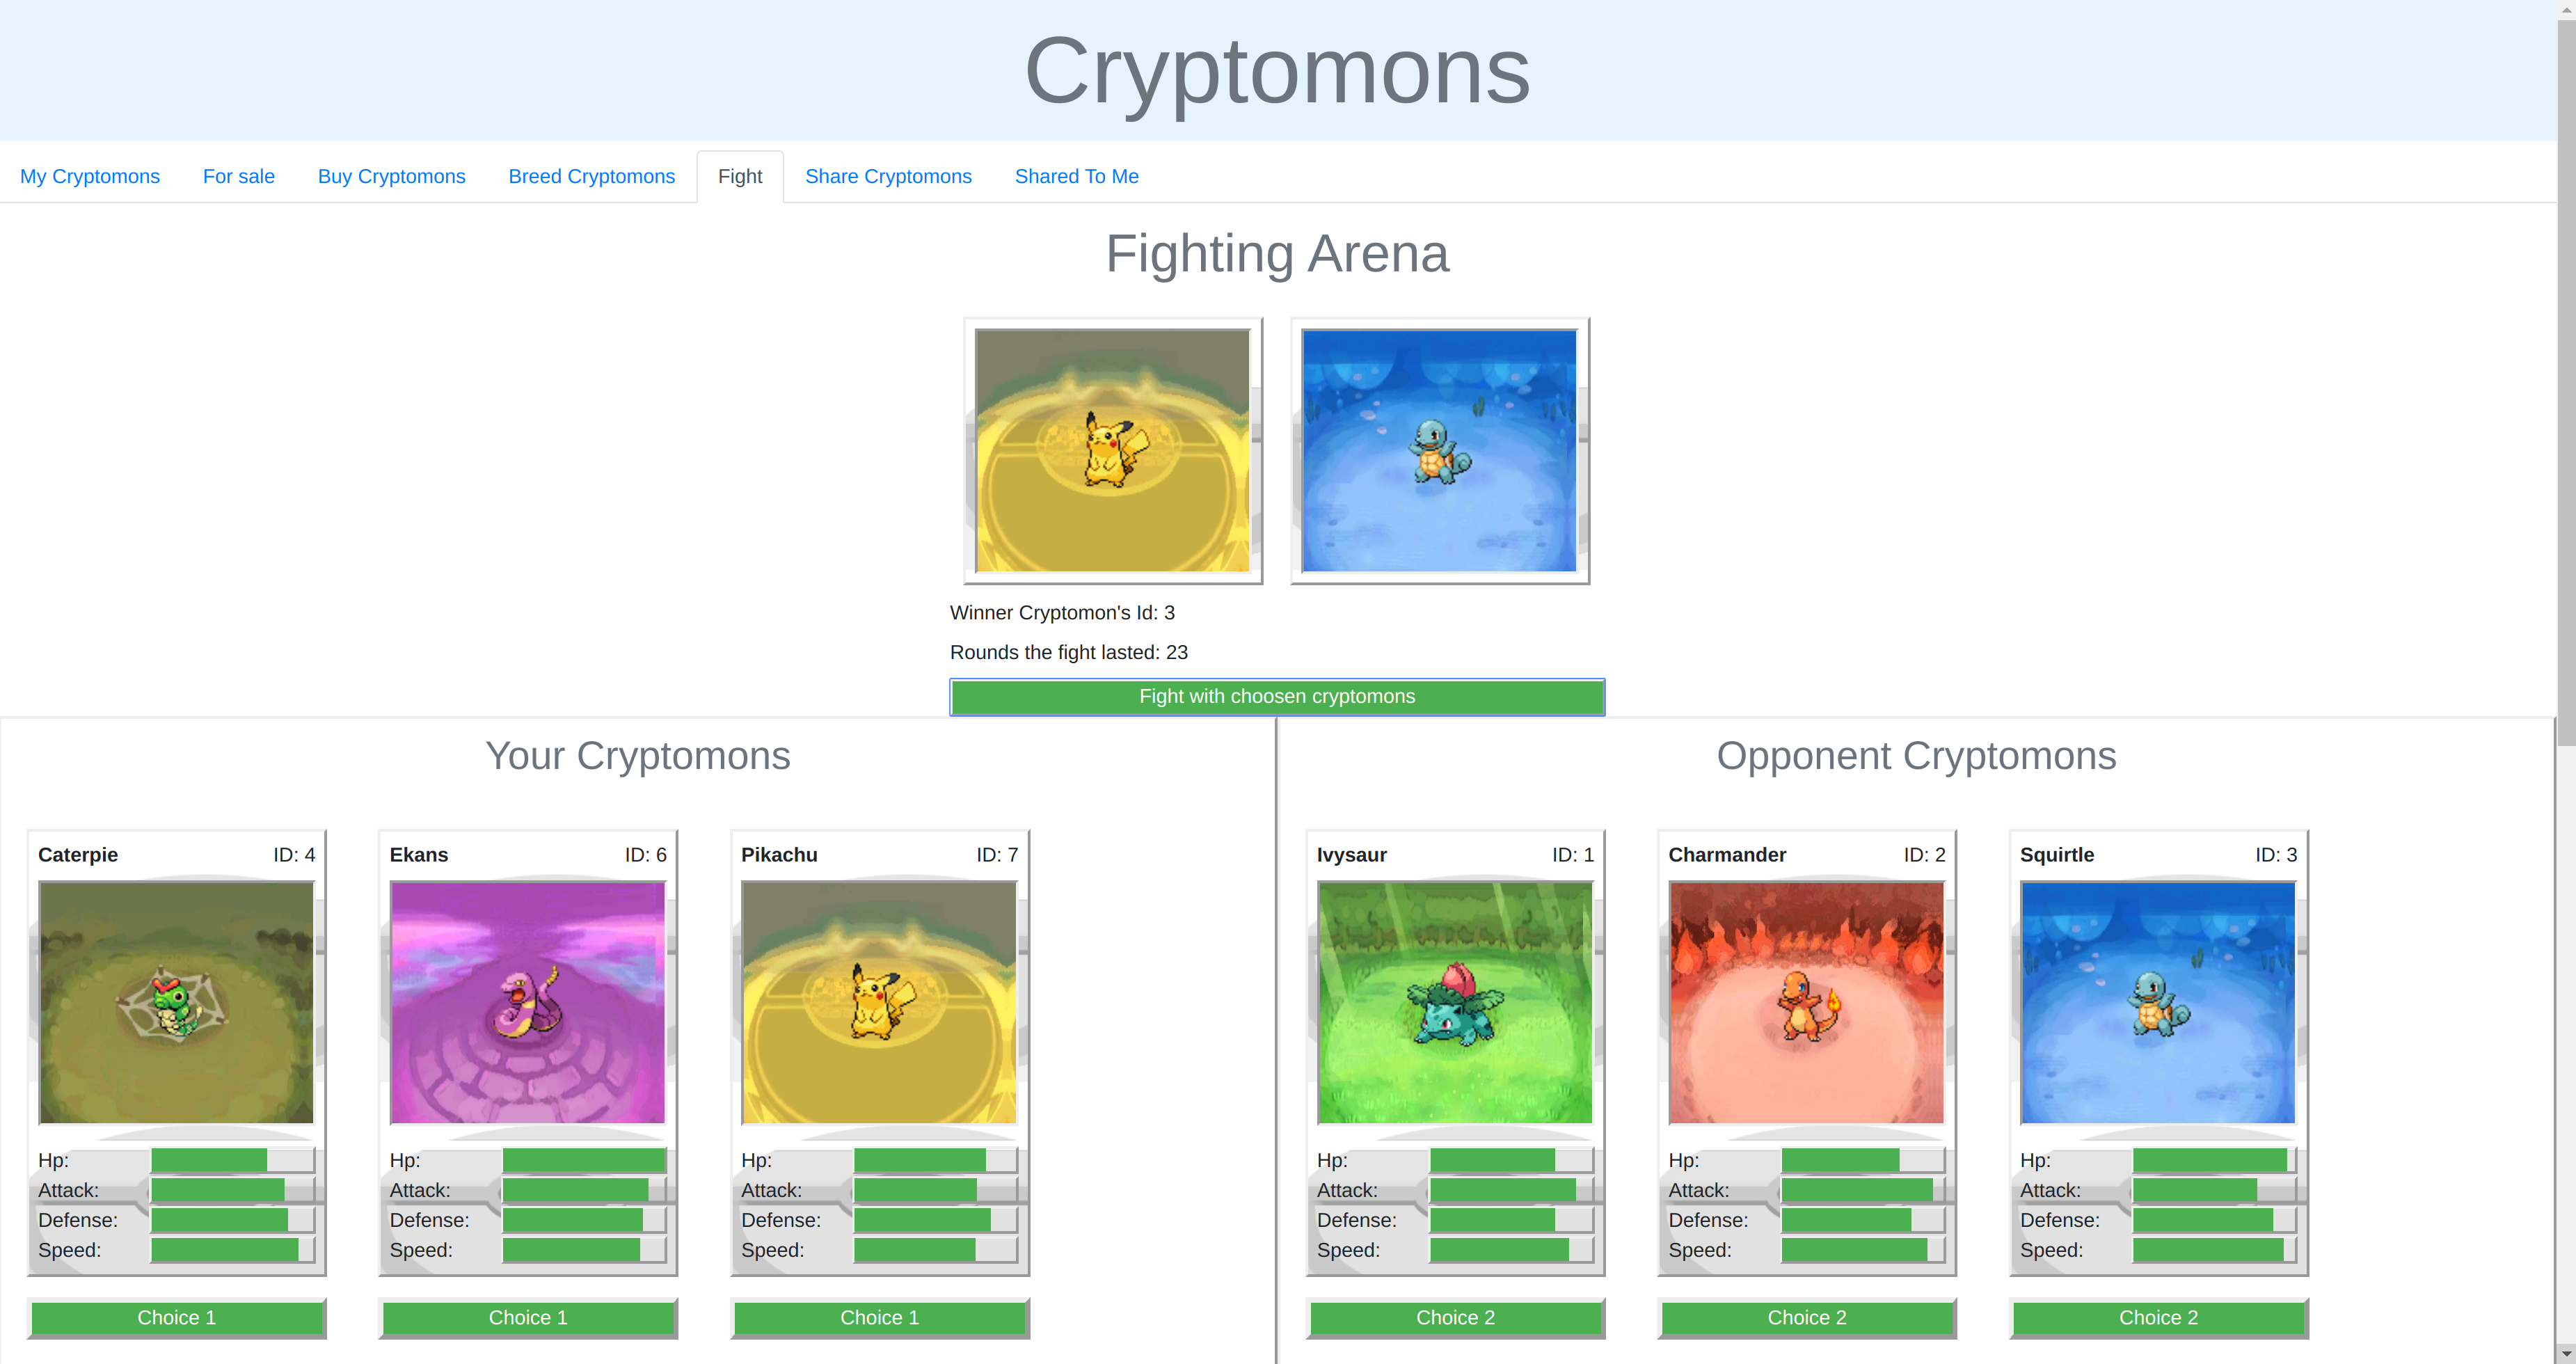 Cryptomons
My Cryptomons For sale Buy Cryptomons Breed Cryptomons Fight Share Cryptomons Shared To Me
Fighting Arena
Winner Cryptomon's Id: 3
Rounds the fight lasted: 23
Fight with choosen cryptomons
Your Cryptomons
Caterpie ID: 4
Hp:
Attack:
Defense:
Speed:
Choice 1
Ekans ID: 6
Hp:
Attack:
Defense:
Speed:
Choice 1
Pikachu ID: 7
Hp:
Attack:
Defense:
Speed:
Choice 1
Opponent Cryptomons
Ivysaur ID: 1
Hp:
Attack:
Defense:
Speed:
Choice 2
Charmander ID: 2
Hp:
Attack:
Defense:
Speed:
Choice 2
Squirtle ID: 3
Hp:
Attack:
Defense:
Speed:
Choice 2